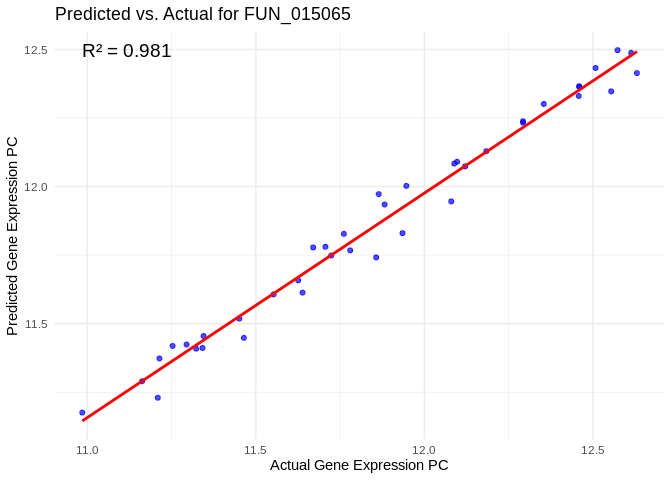 Predicted vs. Actual for FUN_015065
R² = 0.981
12.5
12.0
11.5
Predicted Gene Expression PC
11.0 11.5 12.0 12.5
Actual Gene Expression PC